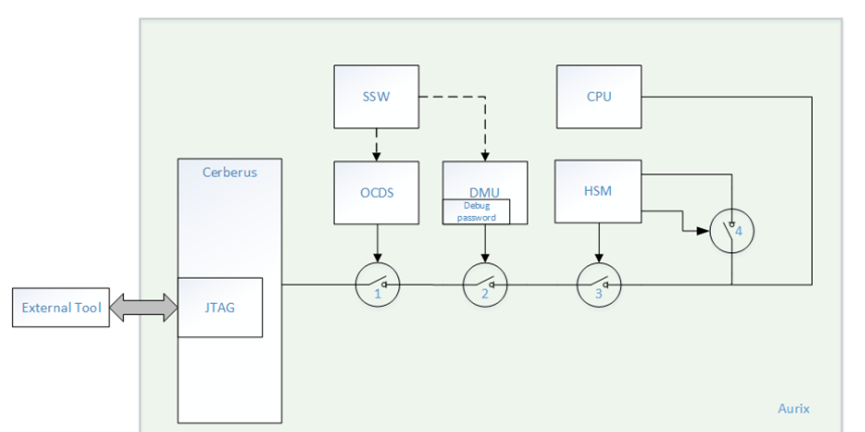 SSW
CPU
Cerberus
OCDS
DMU
Debug
password
HSM
4
1
2
3
External Tool
JTAG
Aurix